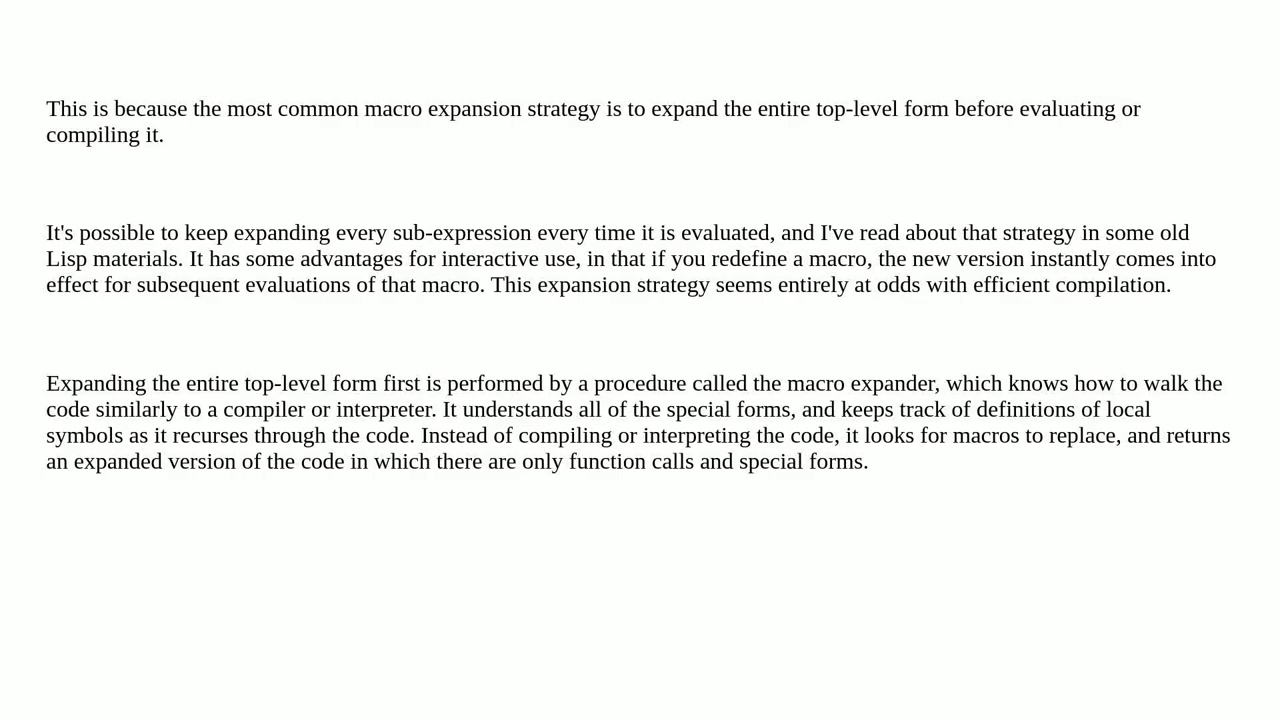 This is because the most common macro expansion strategy is to expand the entire top-level form before evaluating or
compiling it.
It's possible to keep expanding every sub-expression every time it is evaluated, and I've read about that strategy in some old
Lisp materials. It has some advantages for interactive use, in that if you redefine a macro, the new version instantly comes into
effect for subsequent evaluations of that macro. This expansion strategy seems entirely at odds with efficient compilation.
Expanding the entire top-level form first is performed by a procedure called the macro expander, which knows how to walk the
code similarly to a compiler or interpreter. It understands all of the special forms, and keeps track of definitions of local
symbols as it recurses through the code. Instead of compiling or interpreting the code, it looks for macros to replace, and returns
an expanded version of the code in which there are only function calls and special forms.